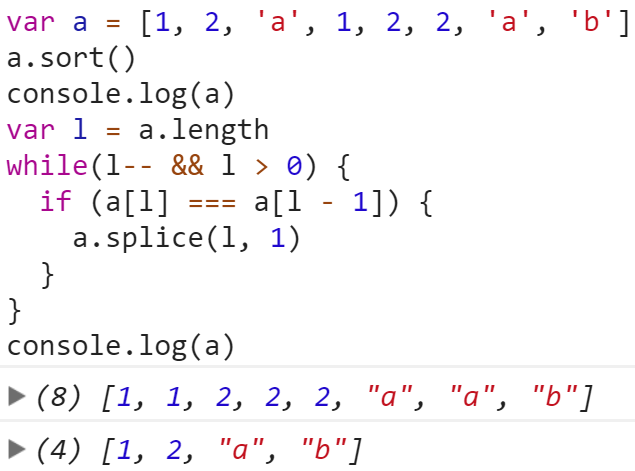 var a = [1, 2, 'a', 1, 2, 2, 'a', 'b']
a.sort()
console.log(a)
var l = a.length
while(l-- && l > 0) {
  if (a[l] === a[l - 1]) {
    a.splice(l, 1)
  }
}
console.log(a)
▶ (8) [1, 1, 2, 2, 2, "a", "a", "b"]
▶ (4) [1, 2, "a", "b"]